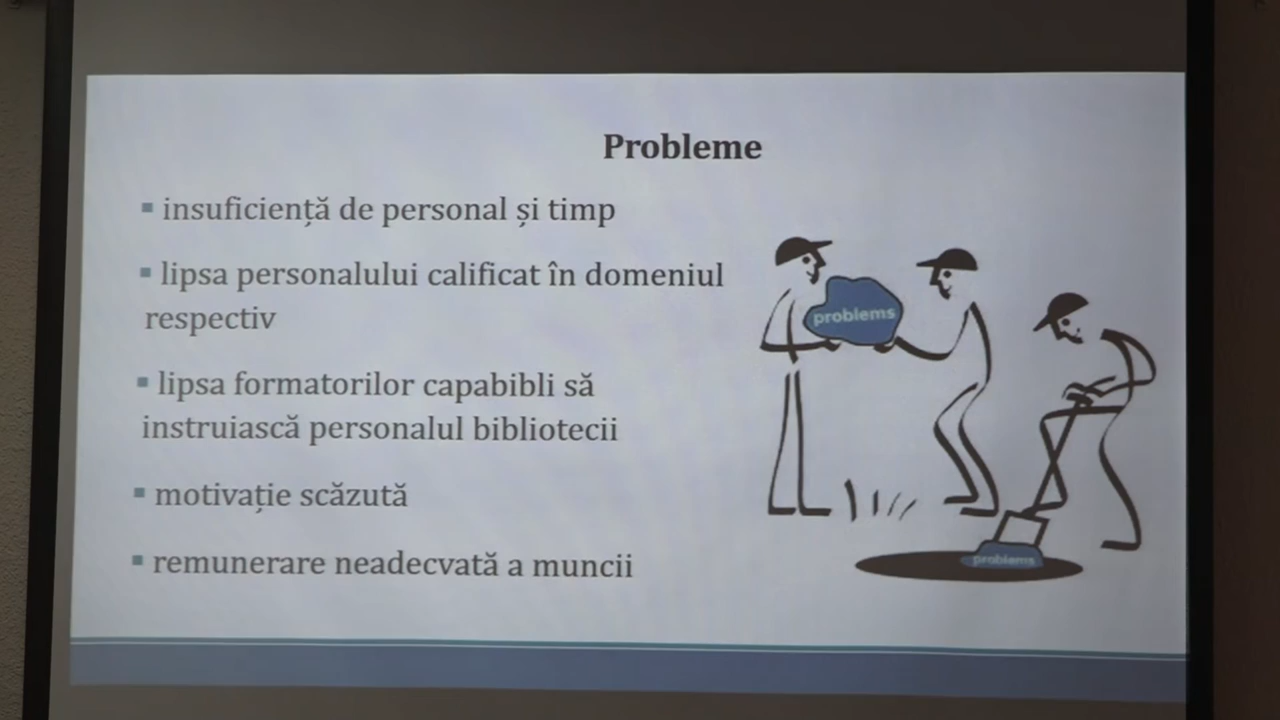 Probleme
▪ insuficiență de personal și timp
▪ lipsa personalului calificat în domeniul
respectiv
▪ lipsa formatorilor capabibli să
instruiască personalul bibliotecii
▪ motivație scăzută
▪ remunerare neadecvată a muncii
problems
problems